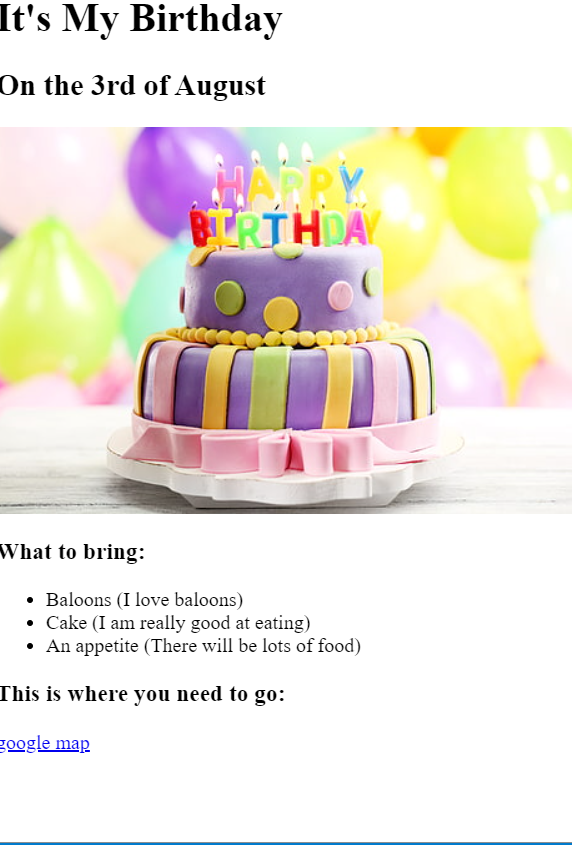 It's My Birthday
On the 3rd of August
HAPPY
BIRTHDAY
What to bring:
Baloons (I love baloons)
Cake (I am really good at eating)
An appetite (There will be lots of food)
This is where you need to go:
google map